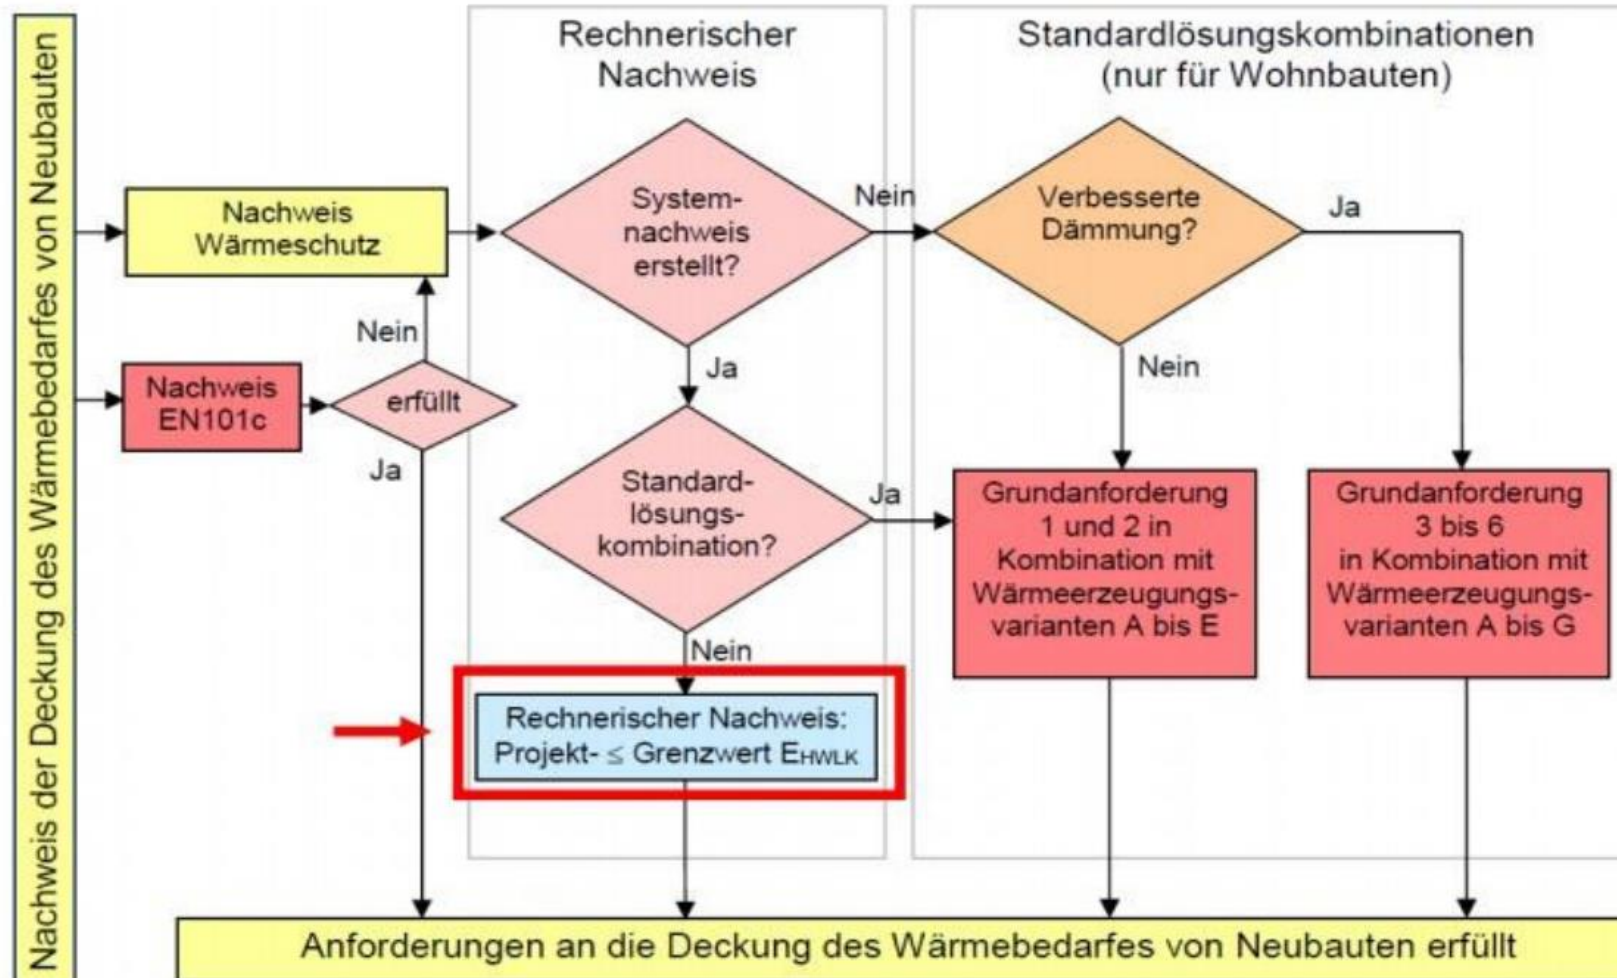 Nachweis der Deckung des Wärmebedarfes von Neubauten
Rechnerischer
Nachweis
Standardlösungskombinationen
(nur für Wohnbauten)
Nachweis
Wärmeschutz
System-
nachweis
erstellt?
Nein
Verbesserte
Dämmung?
Ja
Nein
Ja
Nein
Nachweis
EN101c
erfüllt
Ja
Standard-
lösungs-
kombination?
Ja
Grundanforderung
1 und 2 in
Kombination mit
Wärmeerzeugungs-
varianten A bis E
Grundanforderung
3 bis 6
in Kombination mit
Wärmeerzeugungs-
varianten A bis G
Nein
Rechnerischer Nachweis:
Projekt- ≤ Grenzwert EHWLK
Anforderungen an die Deckung des Wärmebedarfes von Neubauten erfüllt